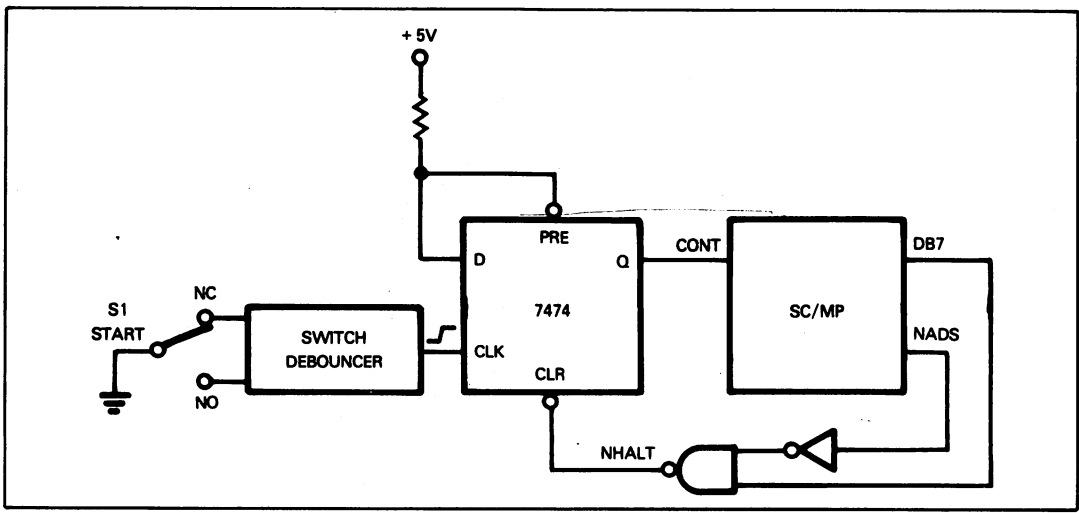 + 5V
PRE
D
Q
CONT
DB7
7474
SC/MP
NC
S1
START
SWITCH
DEBOUNCER
CLK
NADS
CLR
NO
NHALT